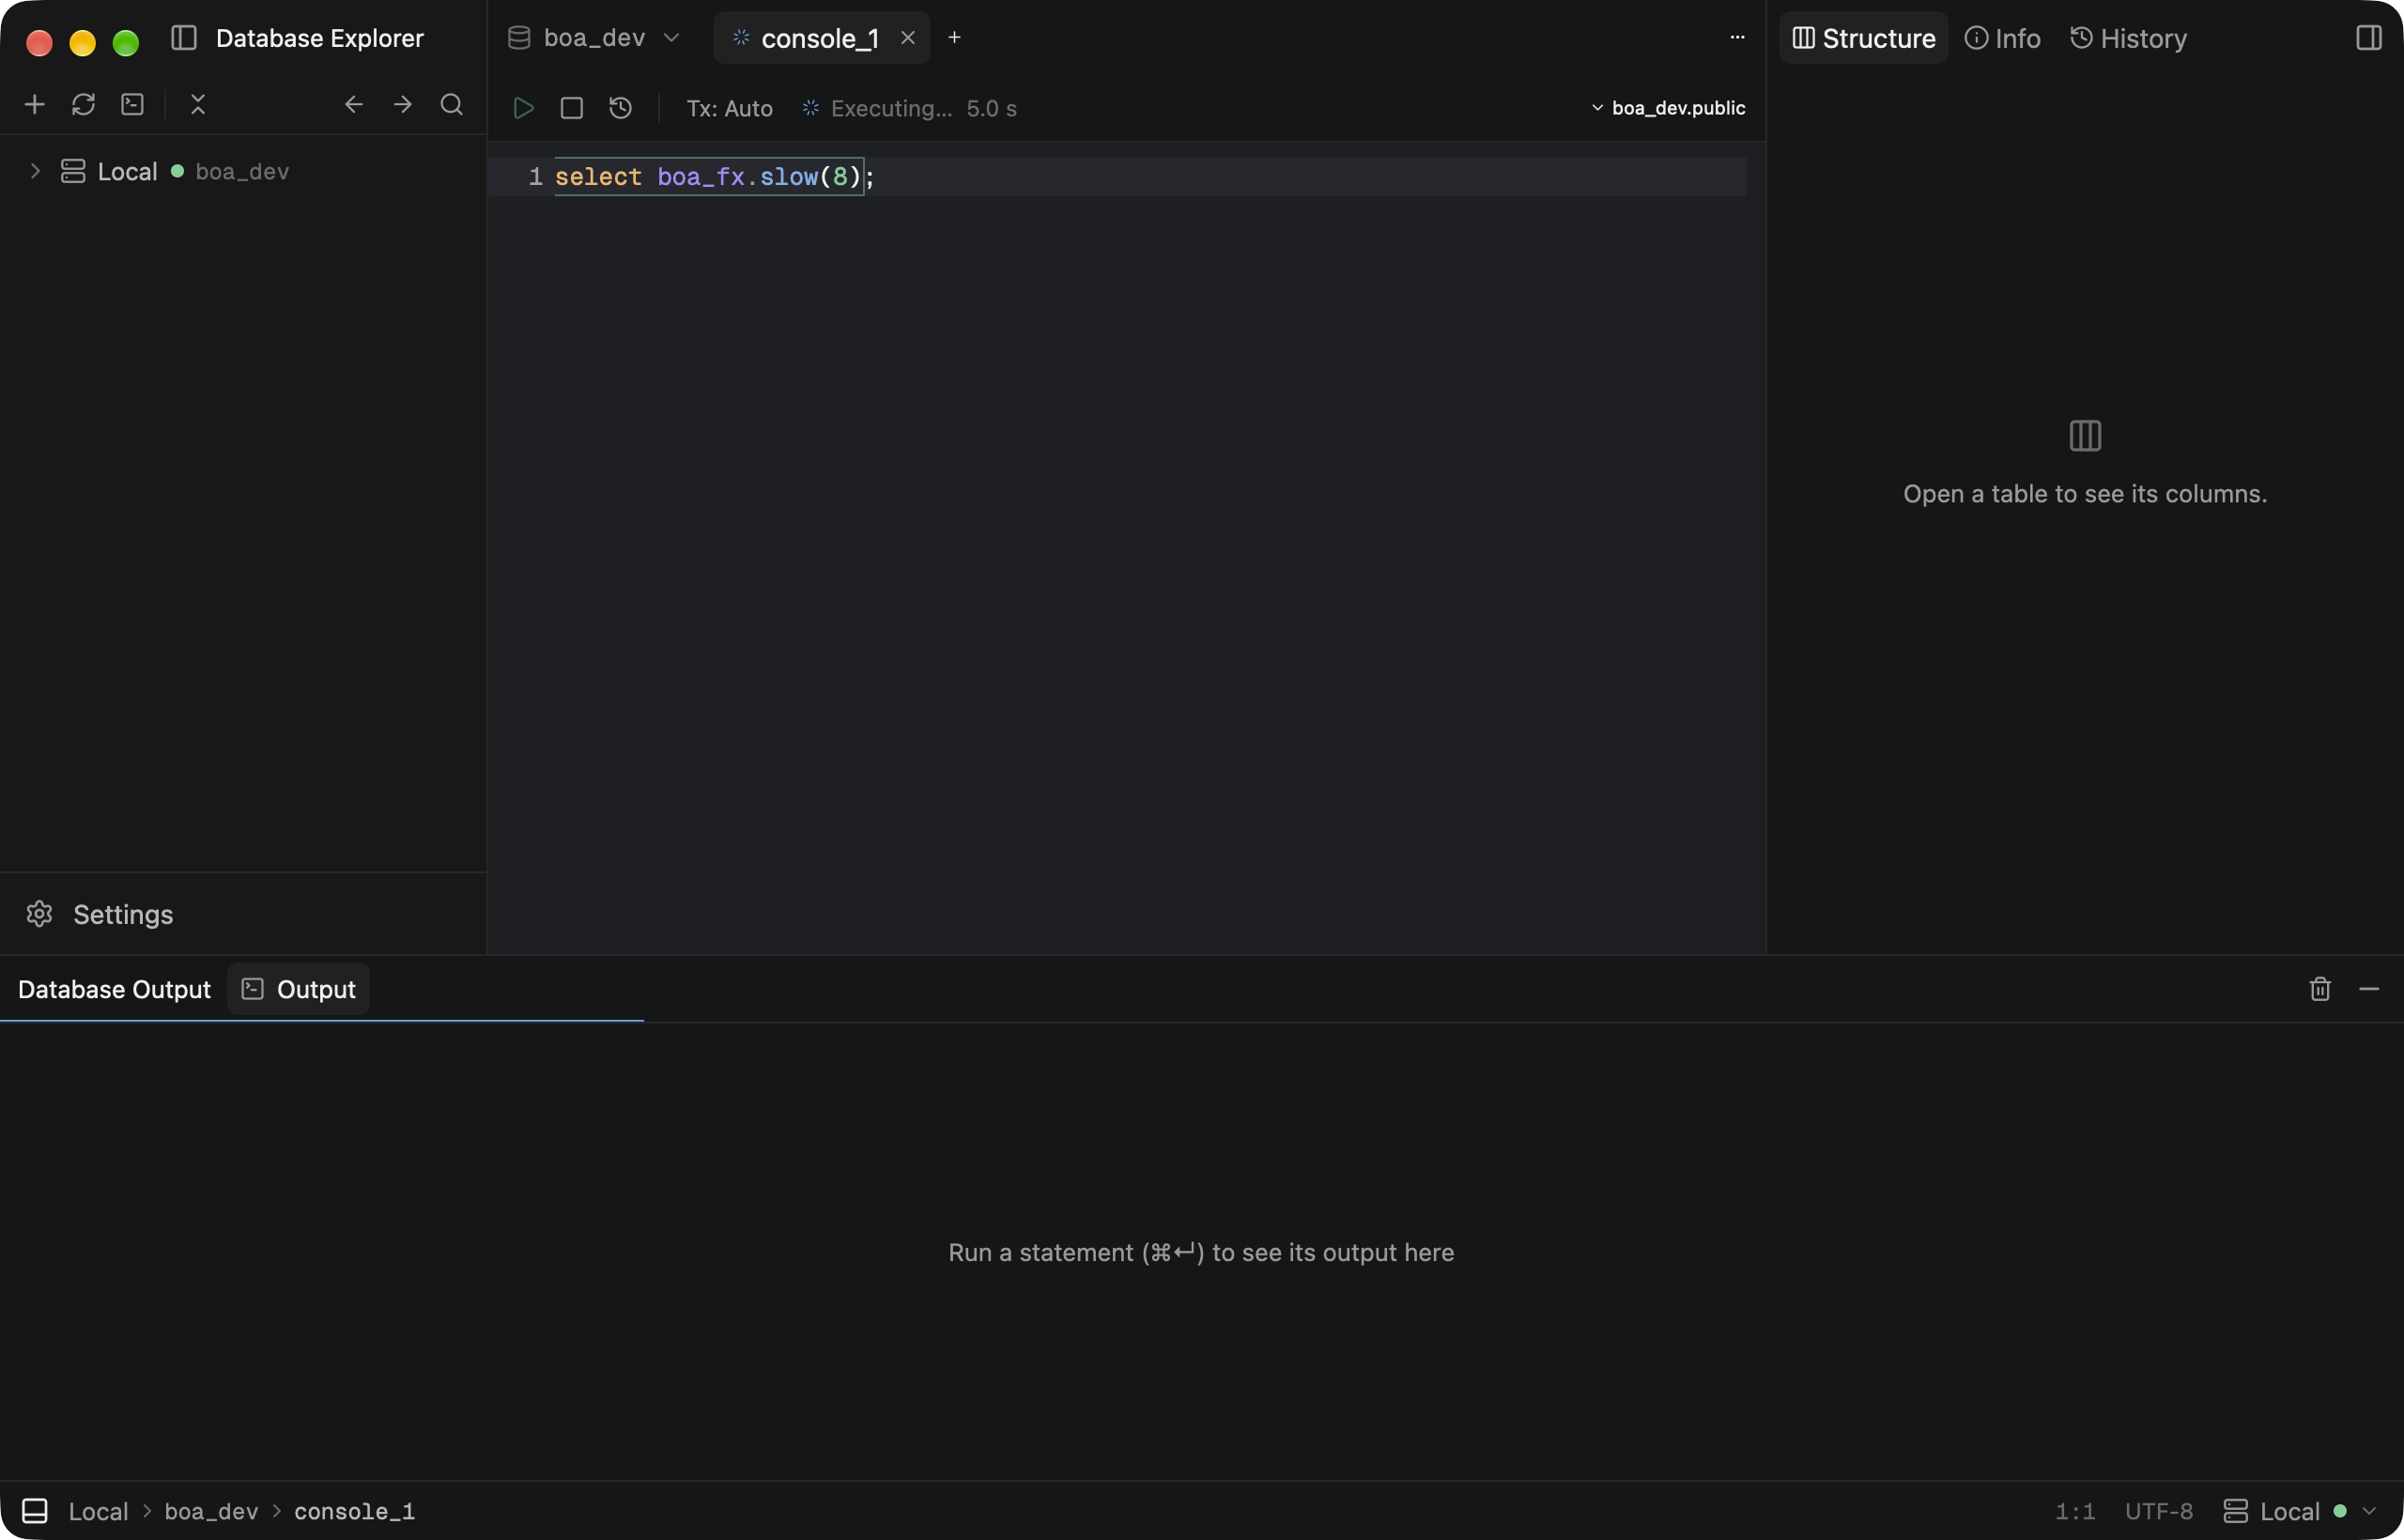 Database Explorer
boa_dev
console_1
Structure
Info
History
Tx: Auto
Executing... 5.0 s
boa_dev.public
Local
boa_dev
1 select boa_fx.slow(8);
Open a table to see its columns.
Settings
Database Output
Output
Run a statement (⌘↵) to see its output here
Local > boa_dev > console_1
1:1
UTF-8
Local